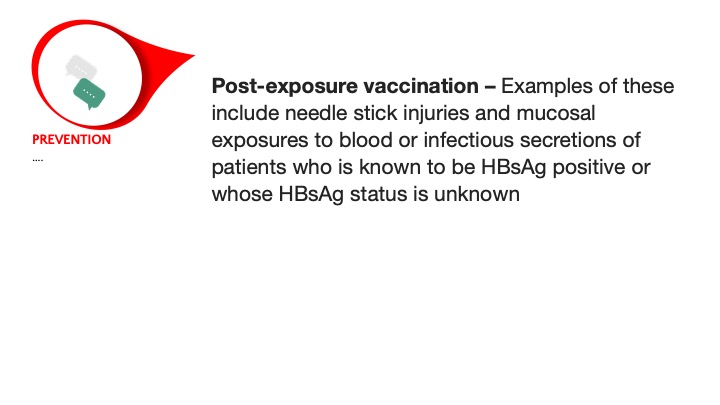 PREVENTION
....
Post-exposure vaccination – Examples of these
include needle stick injuries and mucosal
exposures to blood or infectious secretions of
patients who is known to be HBsAg positive or
whose HBsAg status is unknown